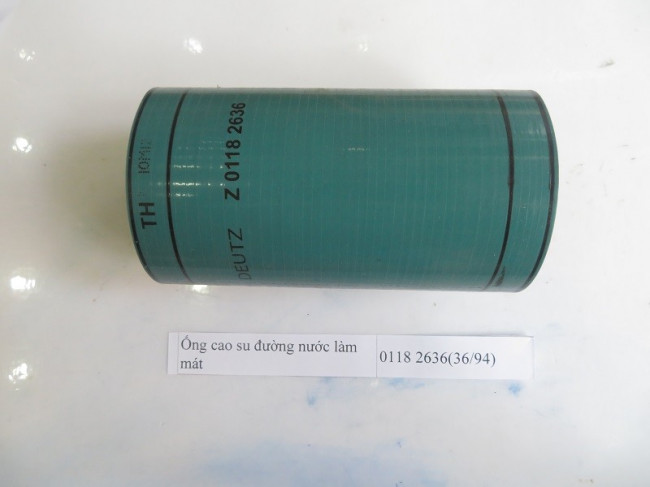 TH
DEUTZ Z 0118 2636
Ống cao su đường nước làm
mát
0118 2636(36/94)